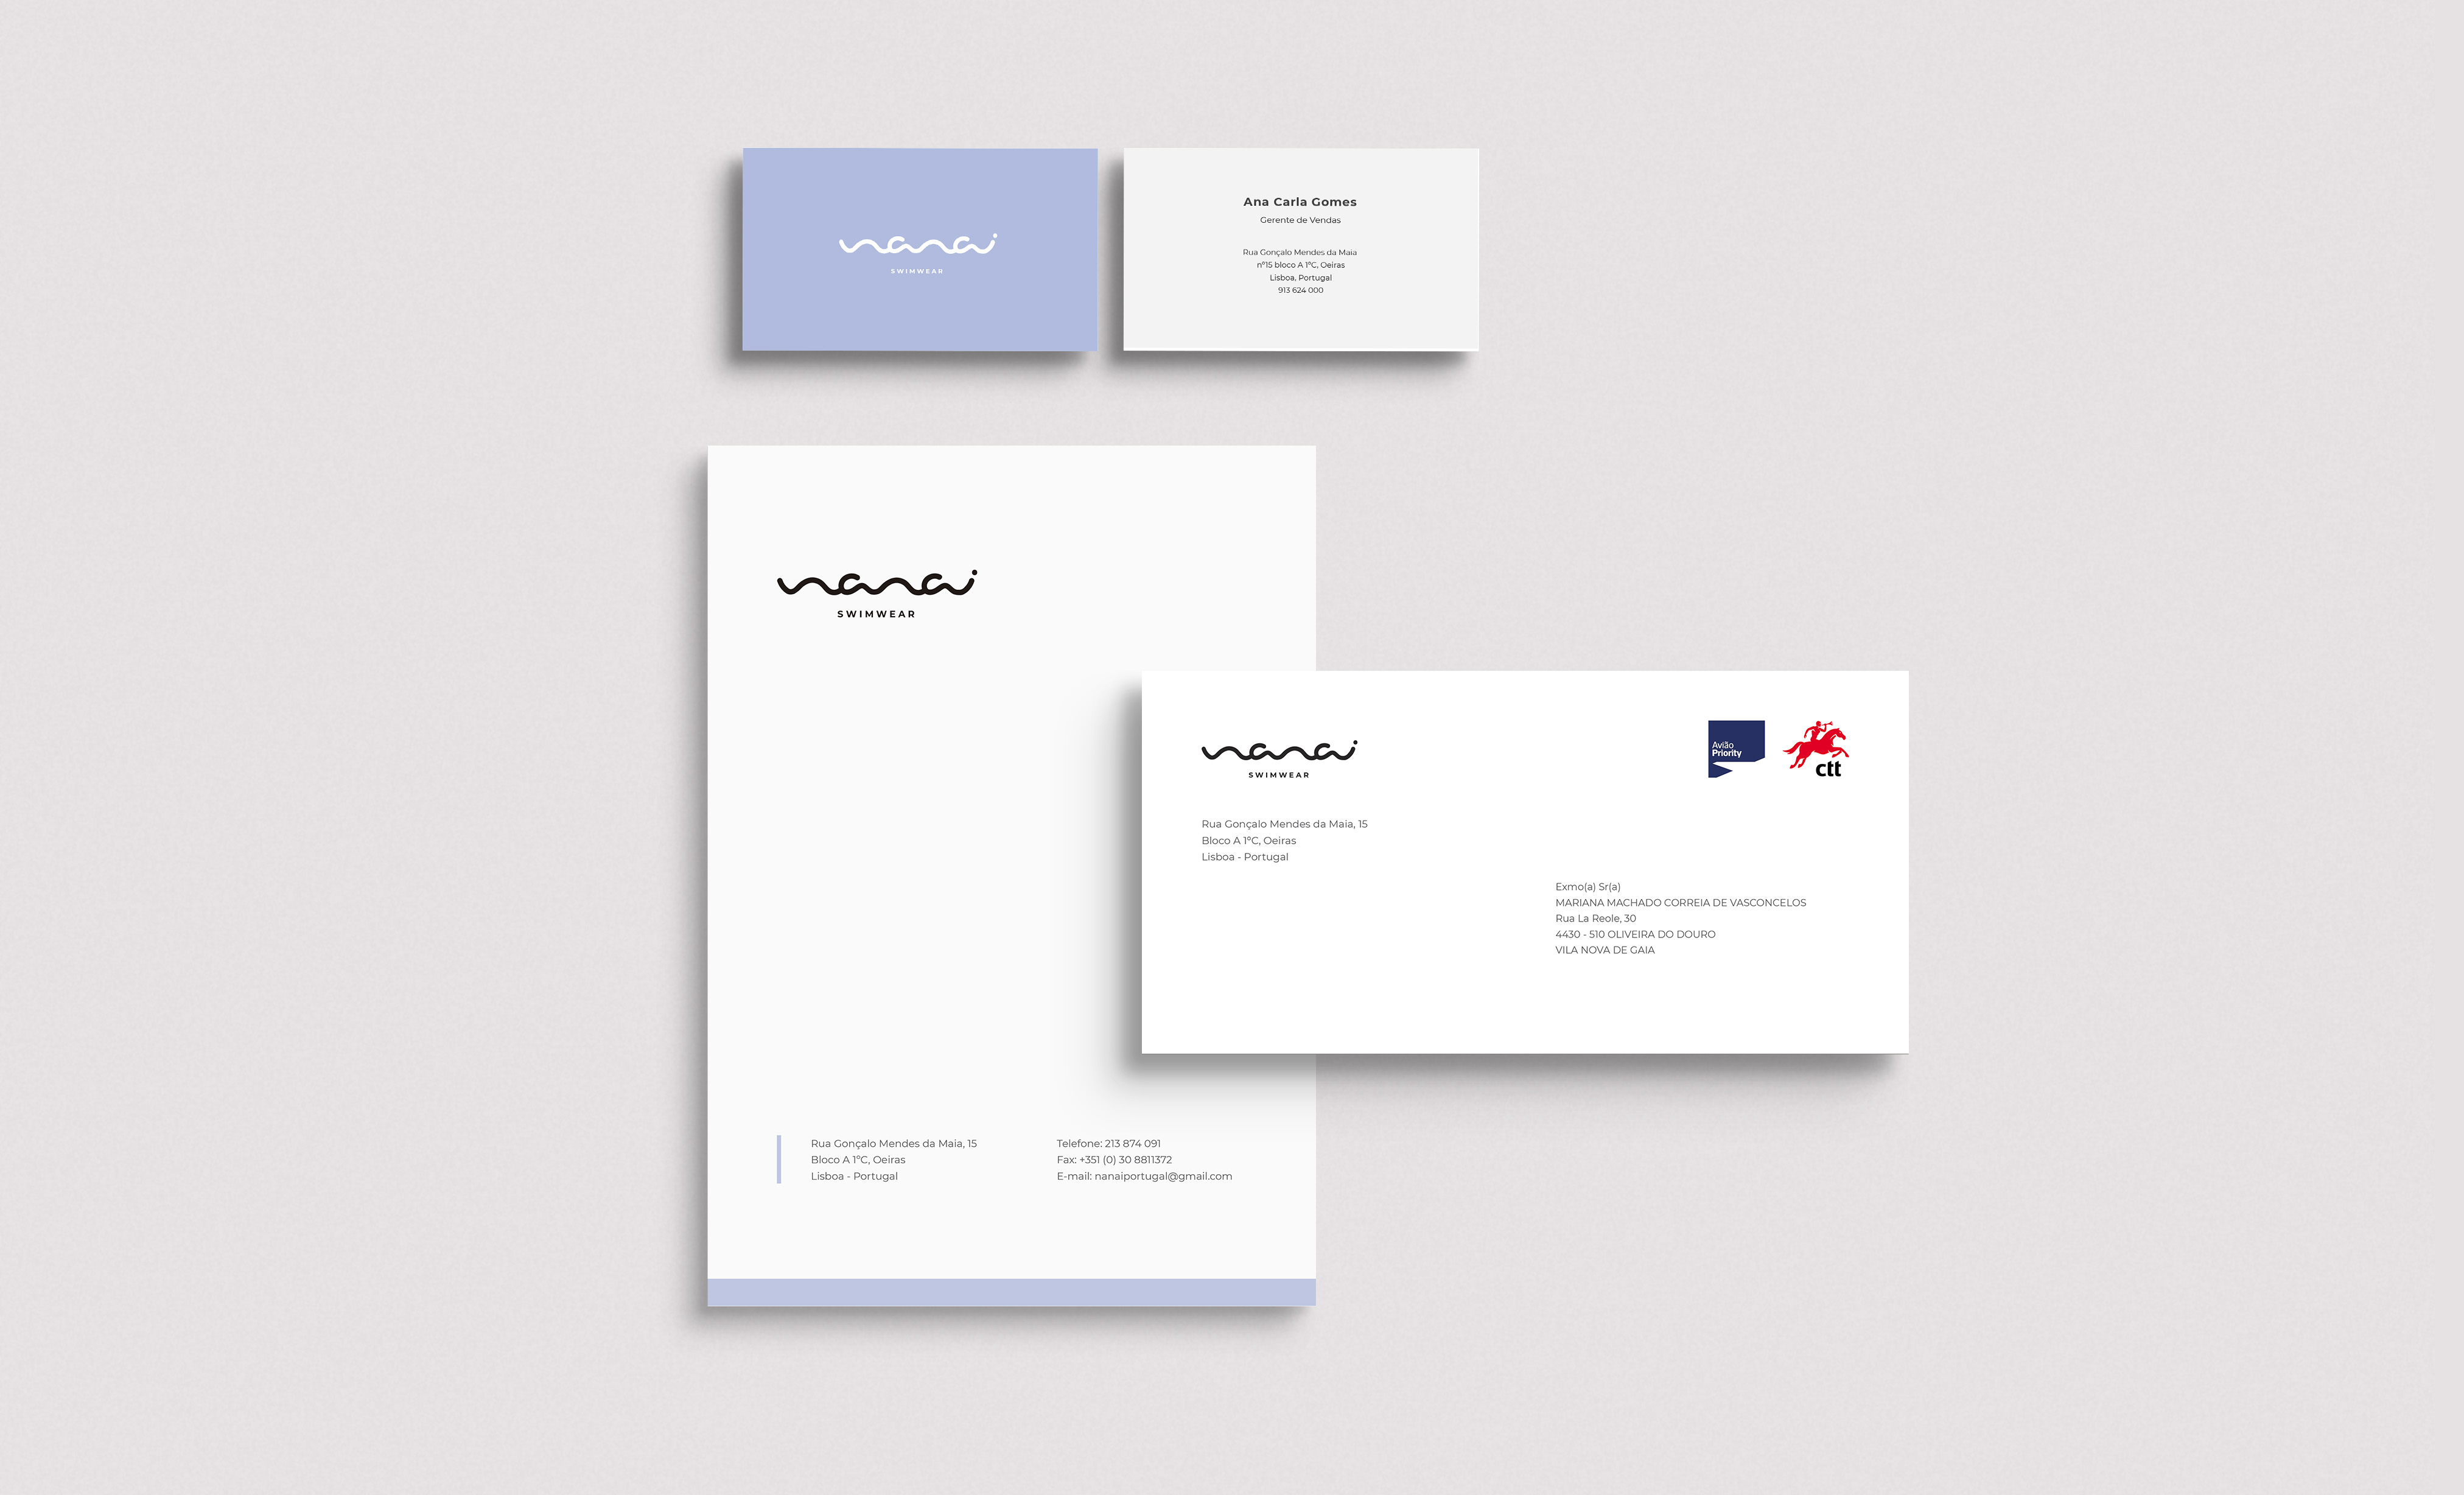 nanai
SWIMWEAR
Ana Carla Gomes
Gerente de Vendas
Rua Gonçalo Mendes da Maia
nº15 bloco A 1ºC, Oeiras
Lisboa, Portugal
913 624 000
nanai
SWIMWEAR
nanai
SWIMWEAR
Avião
Priority
ctt
Rua Gonçalo Mendes da Maia, 15
Bloco A 1ºC, Oeiras
Lisboa - Portugal
Exmo(a) Sr(a)
MARIANA MACHADO CORREIA DE VASCONCELOS
Rua La Reole, 30
4430 - 510 OLIVEIRA DO DOURO
VILA NOVA DE GAIA
Rua Gonçalo Mendes da Maia, 15
Bloco A 1ºC, Oeiras
Lisboa - Portugal
Telefone: 213 874 091
Fax: +351 (0) 30 8811372
E-mail: nanaiportugal@gmail.com